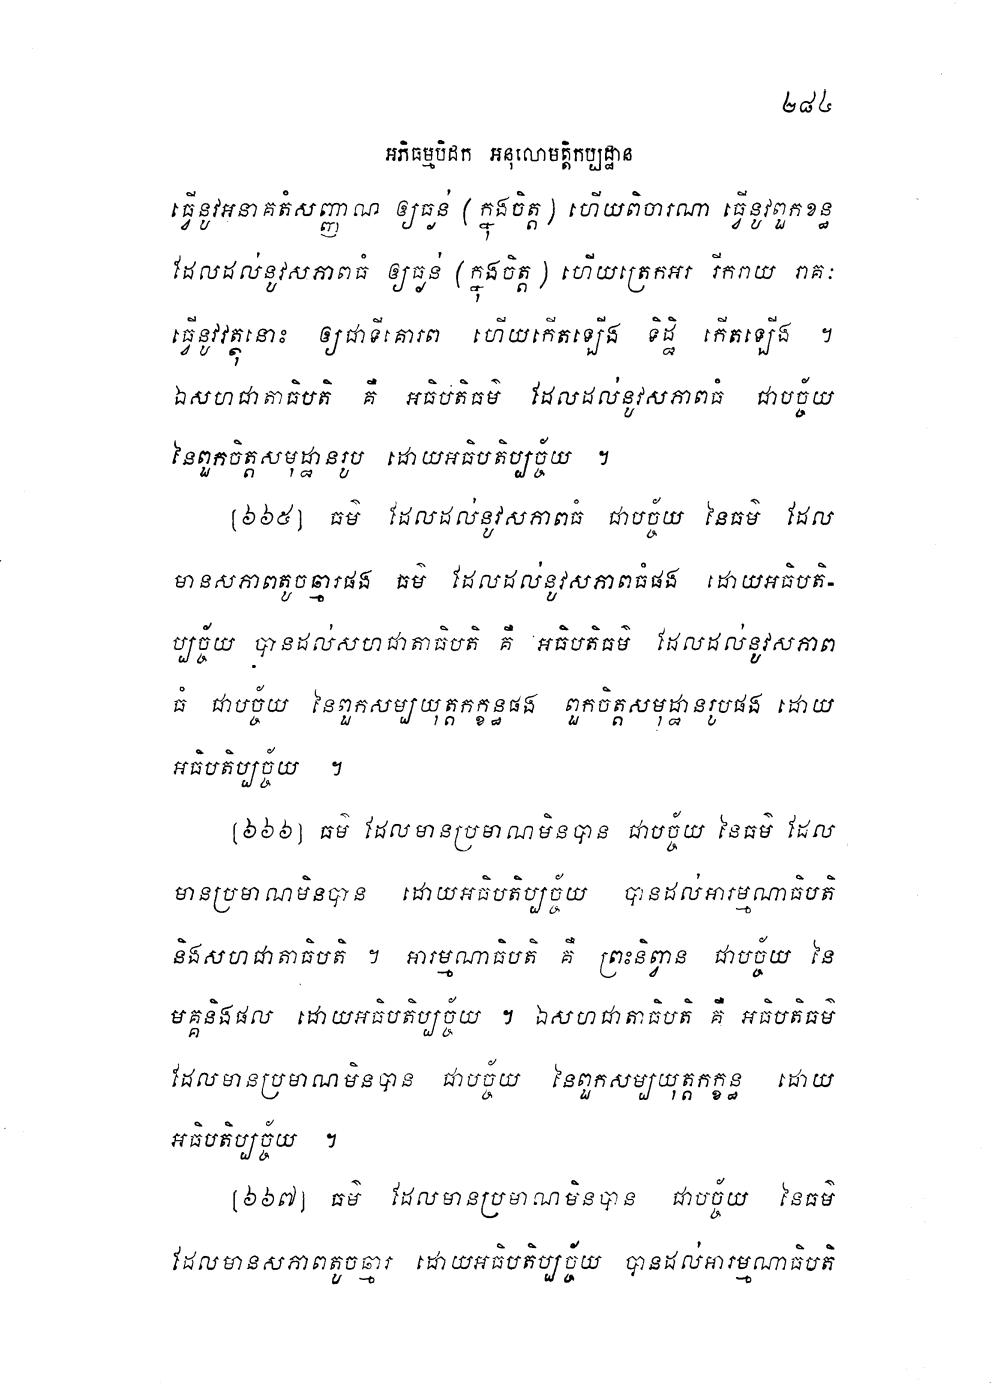 ២៨៤
អភិធម្មបិដក អនុលោមត្តិកប្បដ្ឋាន
ធ្វើនូវអនាគតំសញ្ញាណ ឲ្យធ្ងន់ (ក្នុងចិត្ត) ហើយពិចារណា ធ្វើនូវពួកខន្ធ
ដែលដល់នូវសភាពធំ ឲ្យធ្ងន់ (ក្នុងចិត្ត) ហើយត្រេកអរ រីករាយ រាគៈ
ធ្វើនូវវត្ថុនោះ ឲ្យជាទីគោរព ហើយកើតឡើង ទិដ្ឋិ កើតឡើង ។
ឯសហជាតាធិបតិ គឺ អធិបតិធម៌ ដែលដល់នូវសភាពធំ ជាបច្ច័យ
នៃពួកចិត្តសមុដ្ឋានរូប ដោយអធិបតិប្បច្ច័យ ។
[៦៦៥] ធម៌ ដែលដល់នូវសភាពធំ ជាបច្ច័យ នៃធម៌ ដែល
មានសភាពតូចឆ្មារផង ធម៌ ដែលដល់នូវសភាពធំផង ដោយអធិបតិ-
ប្បច្ច័យ បានដល់សហជាតាធិបតិ គឺ អធិបតិធម៌ ដែលដល់នូវសភាព
ធំ ជាបច្ច័យ នៃពួកសម្បយុត្តកក្ខន្ធផង ពួកចិត្តសមុដ្ឋានរូបផង ដោយ
អធិបតិប្បច្ច័យ ។
[៦៦៦] ធម៌ ដែលមានប្រមាណមិនបាន ជាបច្ច័យ នៃធម៌ ដែល
មានប្រមាណមិនបាន ដោយអធិបតិប្បច្ច័យ បានដល់អារម្មណាធិបតិ
និងសហជាតាធិបតិ ។ អារម្មណាធិបតិ គឺ ព្រះនិព្វាន ជាបច្ច័យ នៃ
មគ្គនិងផល ដោយអធិបតិប្បច្ច័យ ។ ឯសហជាតាធិបតិ គឺ អធិបតិធម៌
ដែលមានប្រមាណមិនបាន ជាបច្ច័យ នៃពួកសម្បយុត្តកក្ខន្ធ ដោយ
អធិបតិប្បច្ច័យ ។
[៦៦៧] ធម៌ ដែលមានប្រមាណមិនបាន ជាបច្ច័យ នៃធម៌
ដែលមានសភាពតូចឆ្មារ ដោយអធិបតិប្បច្ច័យ បានដល់អារម្មណាធិបតិ